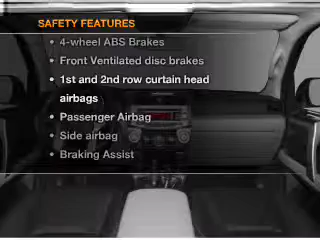 SAFETY FEATURES
• 4-wheel ABS Brakes
• Front Ventilated disc brakes
• 1st and 2nd row curtain head
airbags
• Passenger Airbag
• Side airbag
• Braking Assist